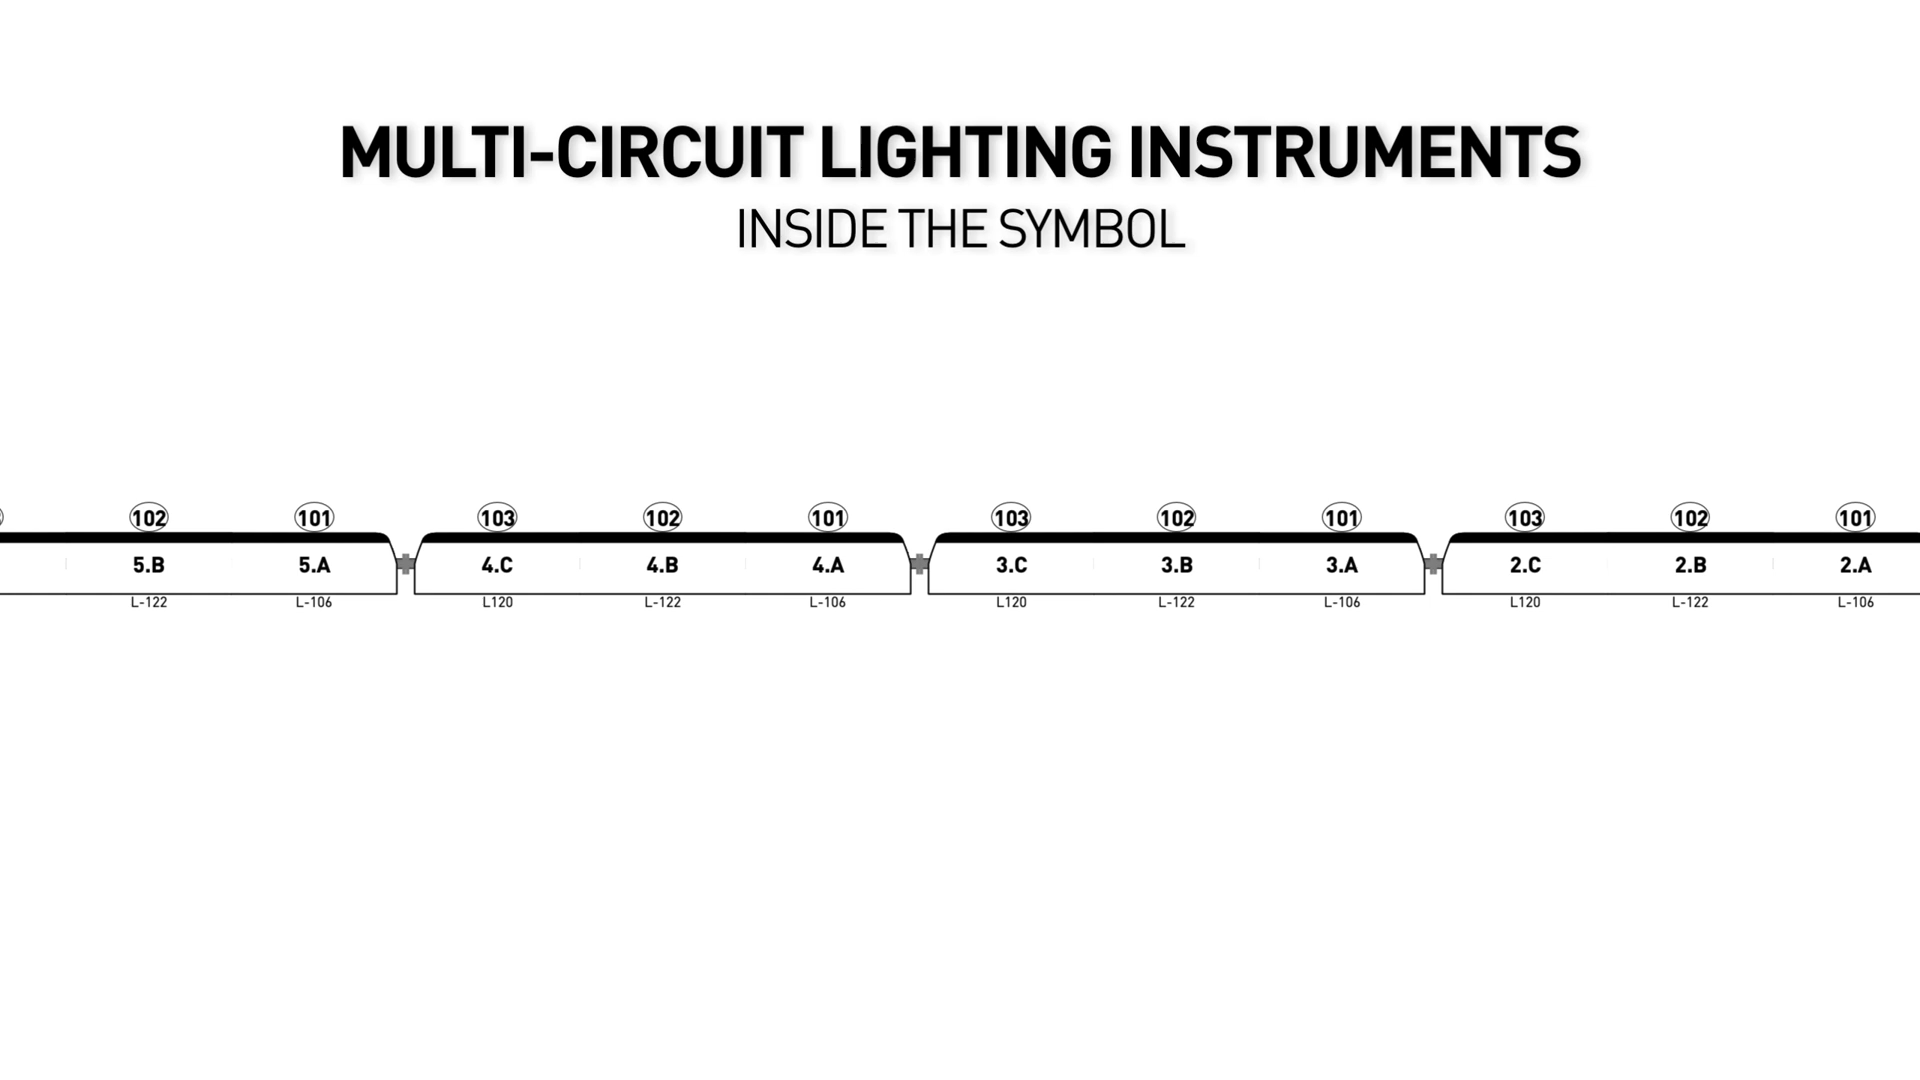 MULTI-CIRCUIT LIGHTING INSTRUMENTS
INSIDE THE SYMBOL
102 101 103 102 101 103 102 101 103 102 101
5.B 5.A 4.C 4.B 4.A 3.C 3.B 3.A 2.C 2.B 2.A
L-122 L-106 L120 L-122 L-106 L120 L-122 L-106 L120 L-122 L-106